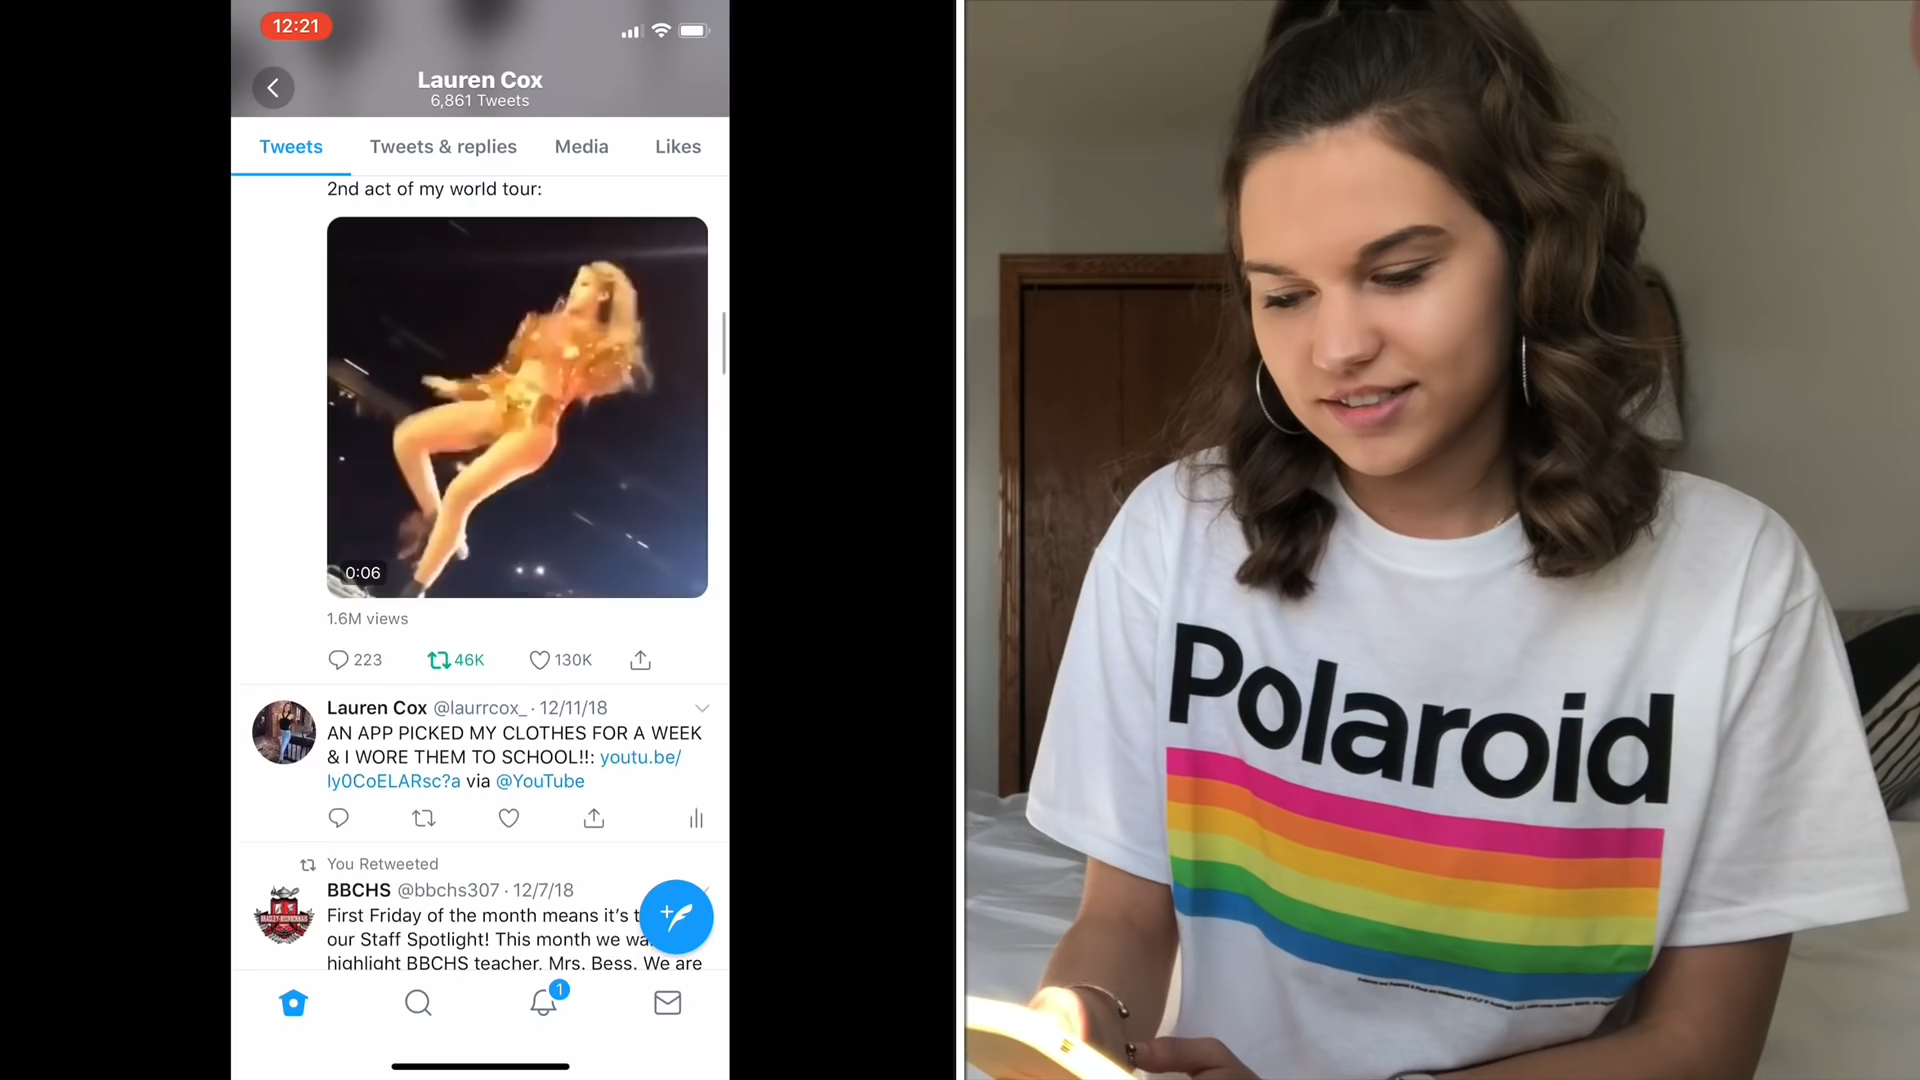 12:21
Lauren Cox
6,861 Tweets
Tweets
Tweets & replies
Media
Likes
2nd act of my world tour:
0:06
1.6M views
223
46K
130K
Lauren Cox @laurrcox_ · 12/11/18
AN APP PICKED MY CLOTHES FOR A WEEK
& I WORE THEM TO SCHOOL!!: youtu.be/
ly0CoELARsc?a via @YouTube
You Retweeted
BBCHS @bbchs307 · 12/7/18
First Friday of the month means it's t
our Staff Spotlight! This month we wa
highlight BBCHS teacher, Mrs. Bess. We are
1
Polaroid